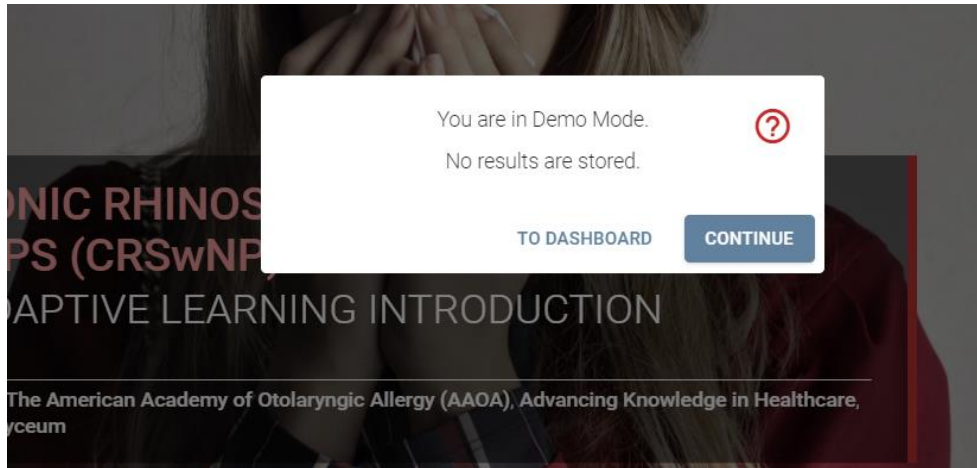 You are in Demo Mode.
?
No results are stored.
TO DASHBOARD
CONTINUE
ONIC RHINOS
PS (CRSwNP)
DAPTIVE LEARNING INTRODUCTION
The American Academy of Otolaryngic Allergy (AAOA), Advancing Knowledge in Healthcare,
yceum